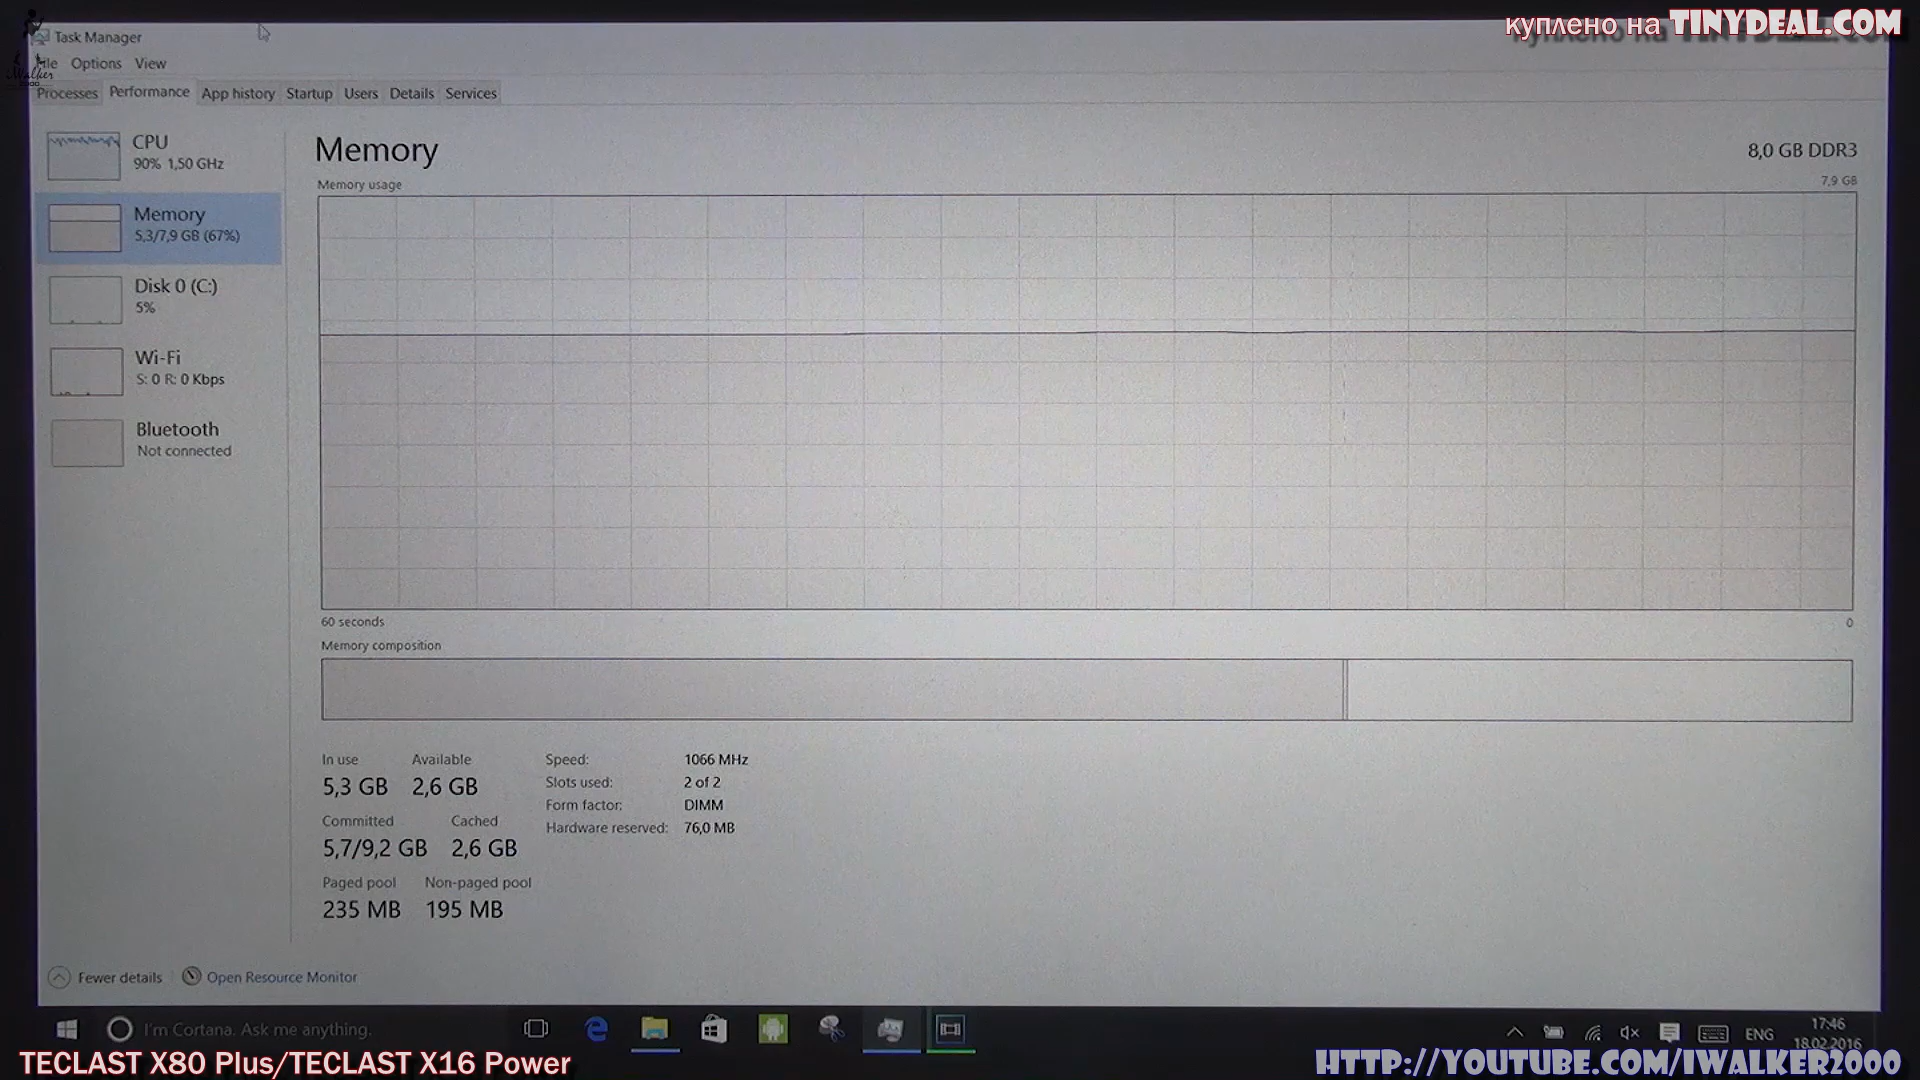 куплено на TINYDEAL.COM
Task Manager
File Options View
iWalker
2000
Processes Performance App history Startup Users Details Services
CPU
90% 1,50 GHz
Memory
5,3/7,9 GB (67%)
Disk 0 (C:)
5%
Wi-Fi
S: 0 R: 0 Kbps
Bluetooth
Not connected
Memory
8,0 GB DDR3
Memory usage
7,9 GB
60 seconds
0
Memory composition
In use
5,3 GB
Available
2,6 GB
Committed
5,7/9,2 GB
Cached
2,6 GB
Paged pool
235 MB
Non-paged pool
195 MB
Speed: 1066 MHz
Slots used: 2 of 2
Form factor: DIMM
Hardware reserved: 76,0 MB
Fewer details
Open Resource Monitor
I'm Cortana. Ask me anything.
ENG
17:46
18.02.2016
TECLAST X80 Plus/TECLAST X16 Power
HTTP://YOUTUBE.COM/IWALKER2000